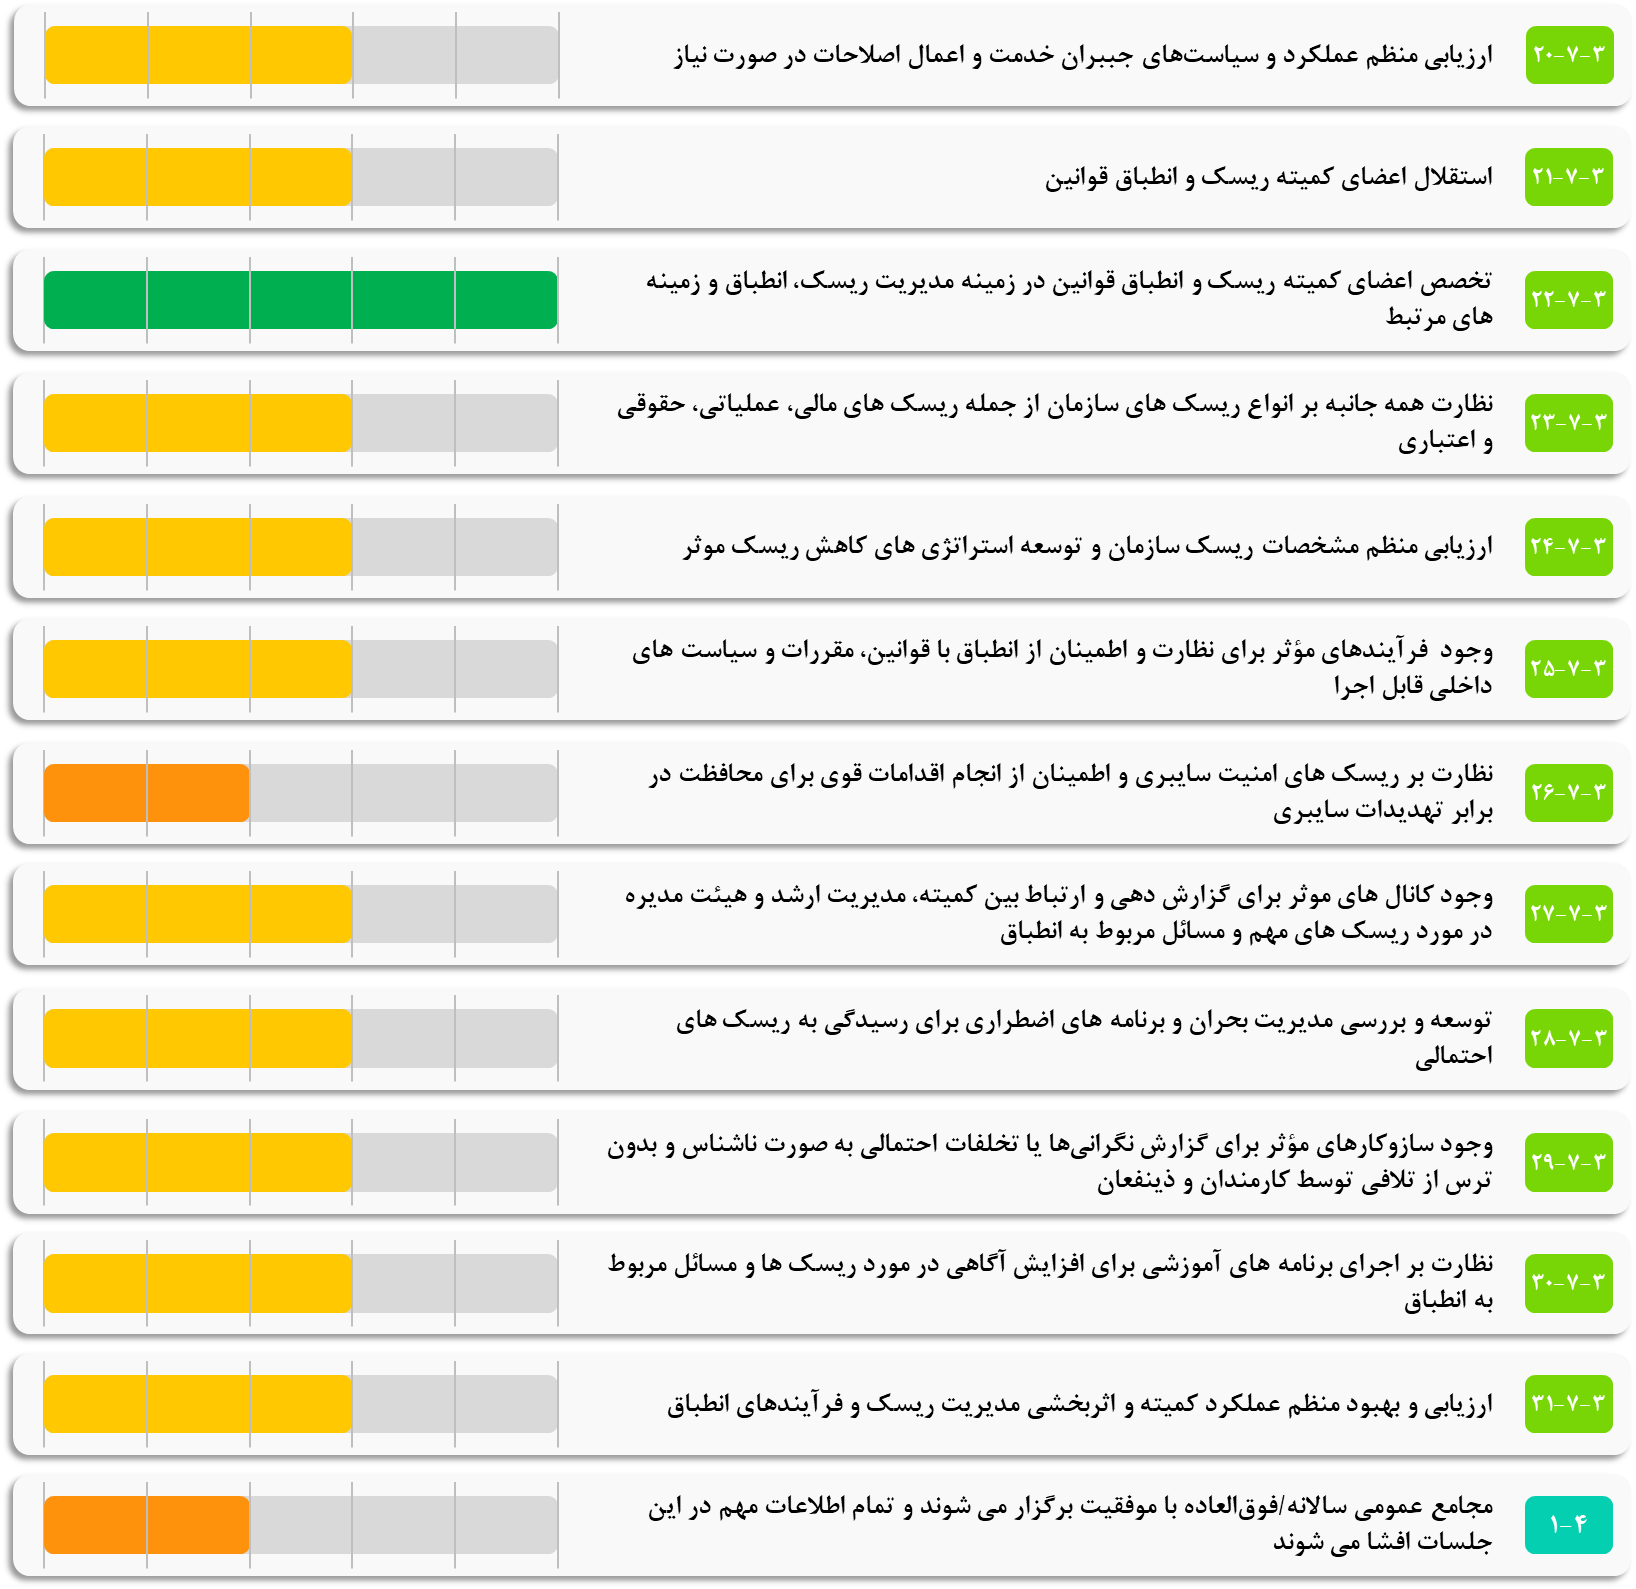 ۲۰-۷-۳
ارزیابی منظم عملکرد و سیاست‌های جبران خدمت و اعمال اصلاحات در صورت نیاز
۲۱-۷-۳
استقلال اعضای کمیته ریسک و انطباق قوانین
۲۲-۷-۳
تخصص اعضای کمیته ریسک و انطباق قوانین در زمینه مدیریت ریسک، انطباق و زمینه
های مرتبط
۲۳-۷-۳
نظارت همه جانبه بر انواع ریسک های سازمان از جمله ریسک های مالی، عملیاتی، حقوقی
و اعتباری
۲۴-۷-۳
ارزیابی منظم مشخصات ریسک سازمان و توسعه استراتژی های کاهش ریسک موثر
۲۵-۷-۳
وجود فرآیندهای مؤثر برای نظارت و اطمینان از انطباق با قوانین، مقررات و سیاست های
داخلی قابل اجرا
۲۶-۷-۳
نظارت بر ریسک های امنیت سایبری و اطمینان از انجام اقدامات قوی برای محافظت در
برابر تهدیدات سایبری
۲۷-۷-۳
وجود کانال های موثر برای گزارش دهی و ارتباط بین کمیته، مدیریت ارشد و هیئت مدیره
در مورد ریسک های مهم و مسائل مربوط به انطباق
۲۸-۷-۳
توسعه و بررسی مدیریت بحران و برنامه های اضطراری برای رسیدگی به ریسک های
احتمالی
۲۹-۷-۳
وجود سازوکارهای مؤثر برای گزارش نگرانی‌ها یا تخلفات احتمالی به صورت ناشناس و بدون
ترس از تلافی توسط کارمندان و ذینفعان
۳۰-۷-۳
نظارت بر اجرای برنامه های آموزشی برای افزایش آگاهی در مورد ریسک ها و مسائل مربوط
به انطباق
۳۱-۷-۳
ارزیابی و بهبود منظم عملکرد کمیته و اثربخشی مدیریت ریسک و فرآیندهای انطباق
۱-۴
مجامع عمومی سالانه/فوق‌العاده با موفقیت برگزار می شوند و تمام اطلاعات مهم در این
جلسات افشا می شوند